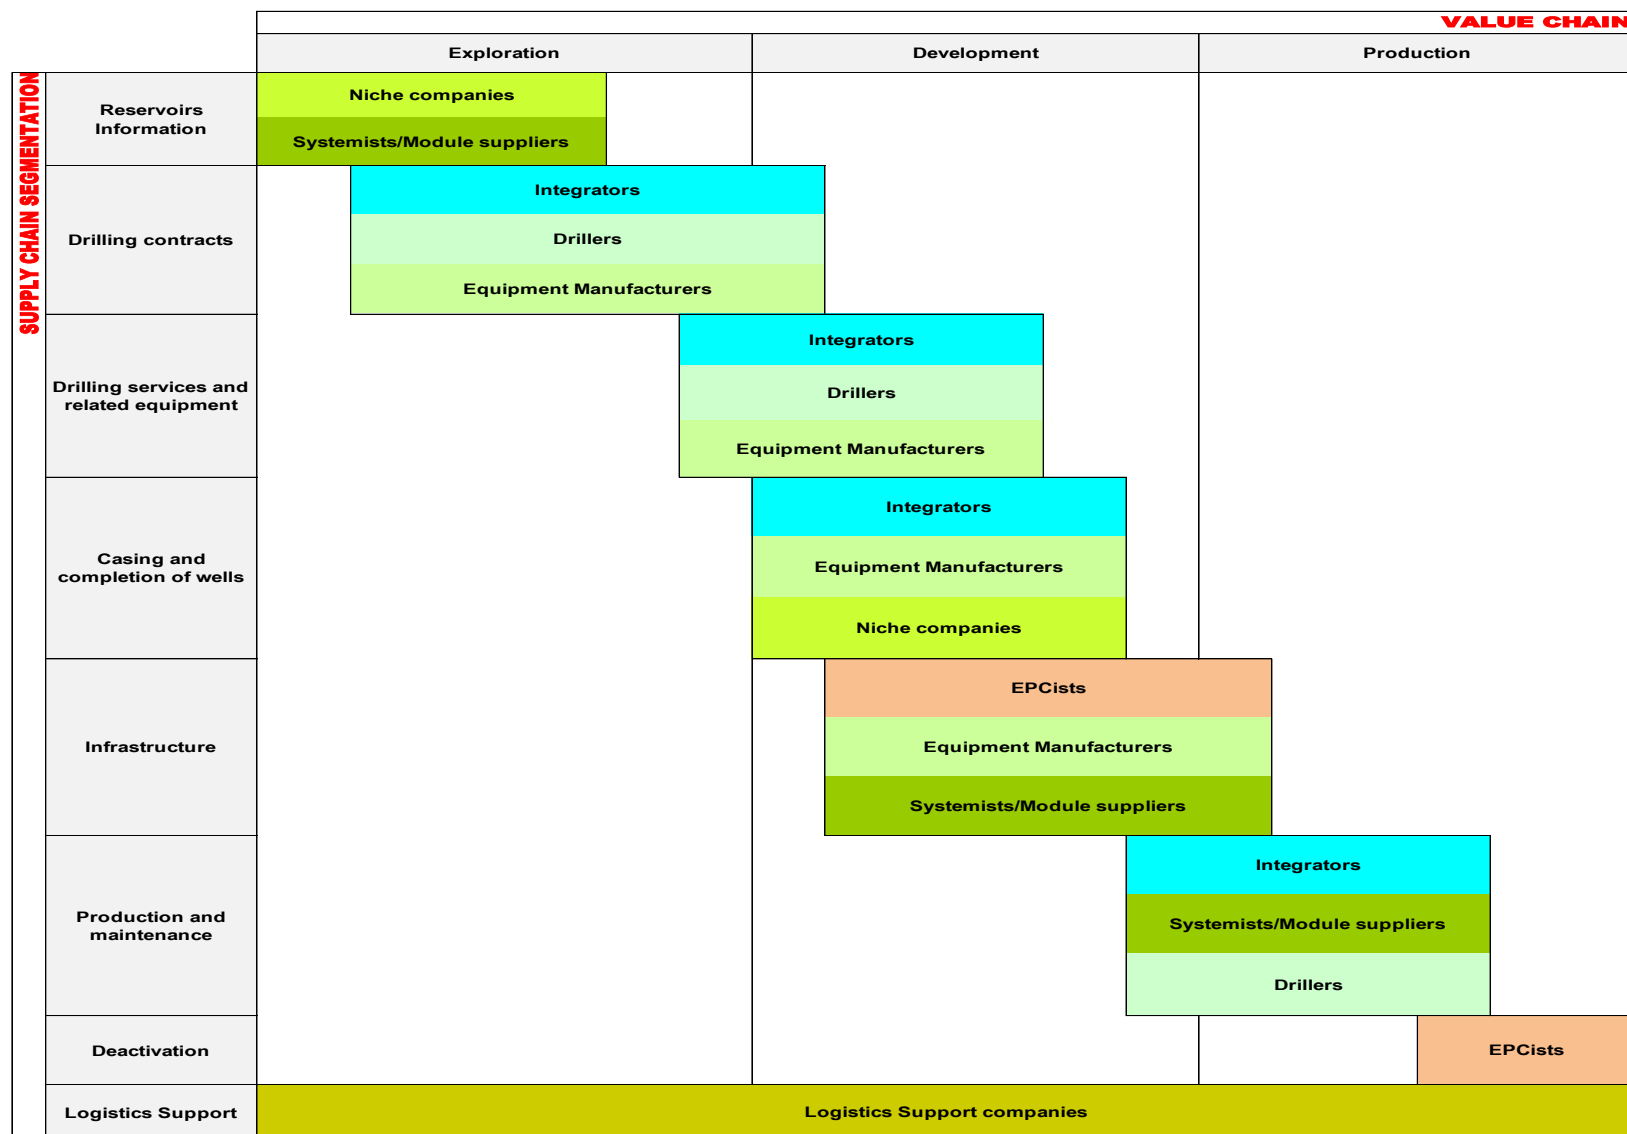 VALUE CHAIN
Exploration
Development
Production
SUPPLY CHAIN SEGMENTATION
Reservoirs
Information
Niche companies
Systemists/Module suppliers
Drilling contracts
Integrators
Drillers
Equipment Manufacturers
Drilling services and
related equipment
Integrators
Drillers
Equipment Manufacturers
Casing and
completion of wells
Integrators
Equipment Manufacturers
Niche companies
Infrastructure
EPCists
Equipment Manufacturers
Systemists/Module suppliers
Production and
maintenance
Integrators
Systemists/Module suppliers
Drillers
Deactivation
EPCists
Logistics Support
Logistics Support companies